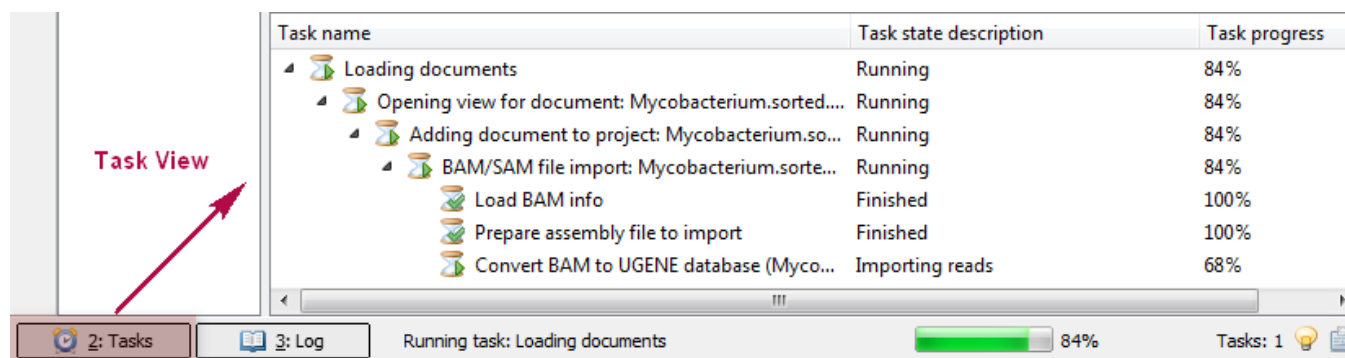 Task name Task state description Task progress
Loading documents Running 84%
Opening view for document: Mycobacterium.sorted.... Running 84%
Adding document to project: Mycobacterium.so... Running 84%
Task View
BAM/SAM file import: Mycobacterium.sorte... Running 84%
Load BAM info Finished 100%
Prepare assembly file to import Finished 100%
Convert BAM to UGENE database (Myco... Importing reads 68%
2: Tasks 3: Log Running task: Loading documents 84% Tasks: 1